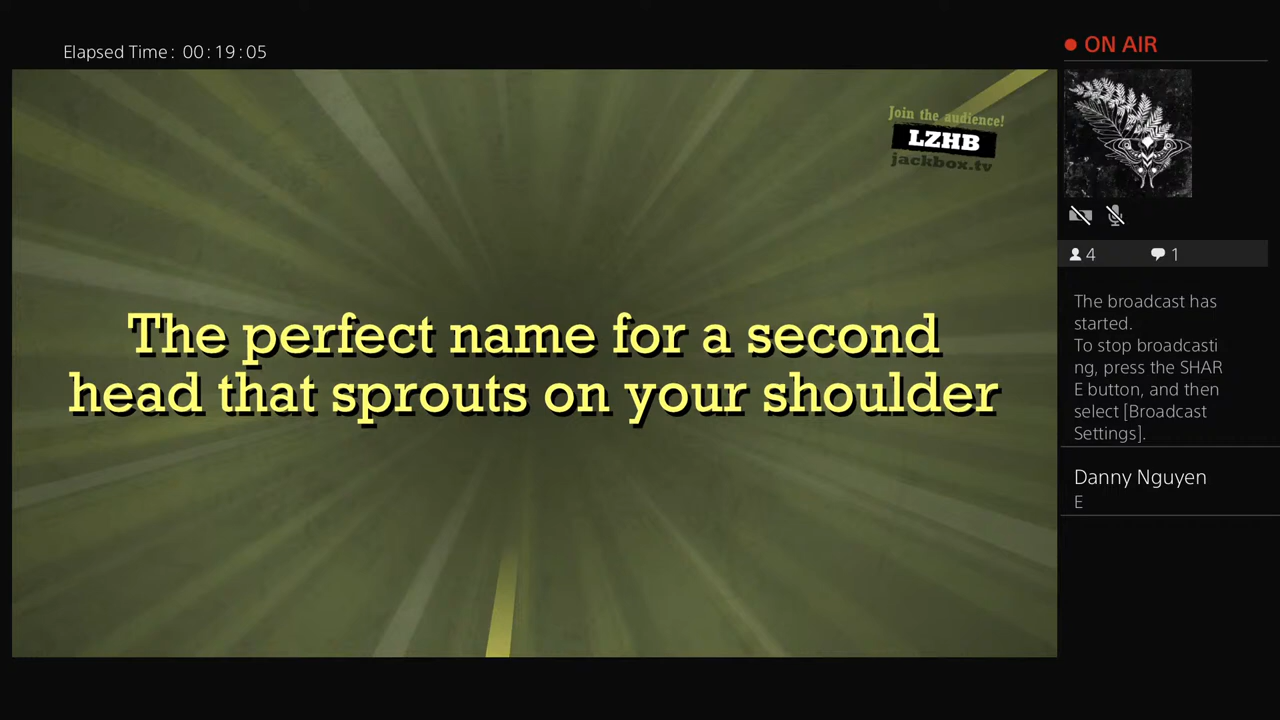 Elapsed Time: 00:19:05
ON AIR
Join the audience!
LZHB
jackbox.tv
4
1
The perfect name for a second
head that sprouts on your shoulder
The broadcast has
started.
To stop broadcasti
ng, press the SHAR
E button, and then
select [Broadcast
Settings].
Danny Nguyen
E